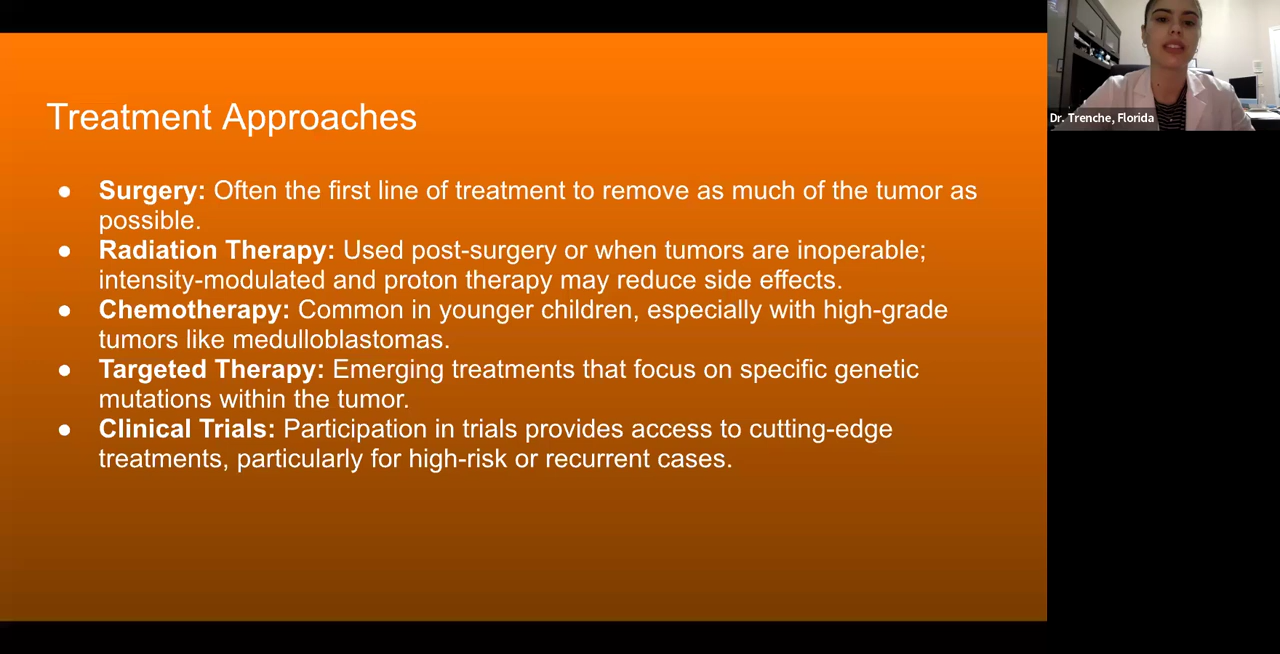 Treatment Approaches
● Surgery: Often the first line of treatment to remove as much of the tumor as
possible.
● Radiation Therapy: Used post-surgery or when tumors are inoperable;
intensity-modulated and proton therapy may reduce side effects.
● Chemotherapy: Common in younger children, especially with high-grade
tumors like medulloblastomas.
● Targeted Therapy: Emerging treatments that focus on specific genetic
mutations within the tumor.
● Clinical Trials: Participation in trials provides access to cutting-edge
treatments, particularly for high-risk or recurrent cases.
Dr. Trenche, Florida